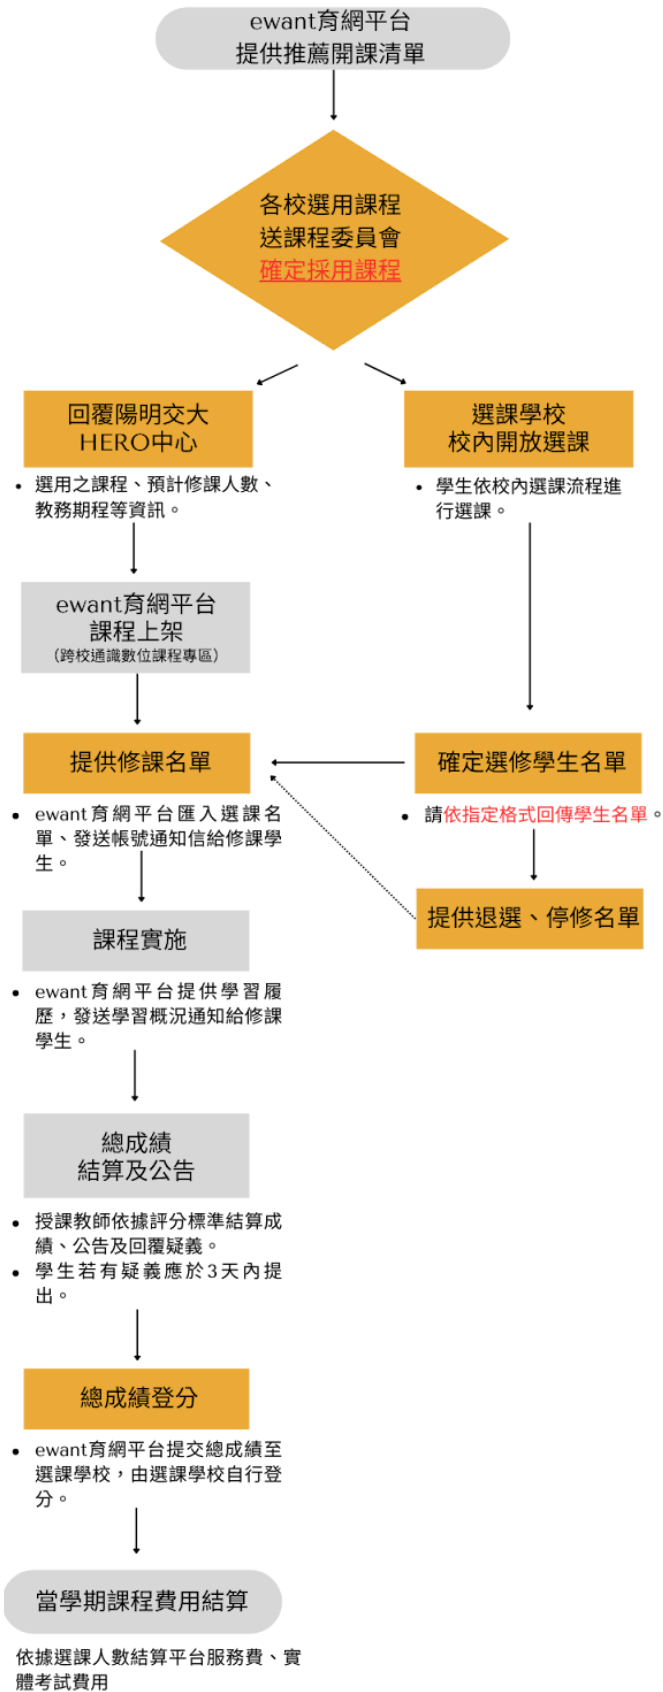 ewant育網平台
提供推薦開課清單
各校選用課程
送課程委員會
確定採用課程
回覆陽明交大
HERO中心
• 選用之課程、預計修課人數、
教務期程等資訊。
選課學校
校內開放選課
• 學生依校內選課流程進
行選課。
ewant育網平台
課程上架
（跨校通識數位課程專區）
提供修課名單
• ewant育網平台匯入選課名
單、發送帳號通知信給修課學
生。
確定選修學生名單
• 請依指定格式回傳學生名單。
提供退選、停修名單
課程實施
• ewant育網平台提供學習履
歷，發送學習概況通知給修課
學生。
總成績
結算及公告
• 授課教師依據評分標準結算成
績、公告及回覆疑義。
• 學生若有疑義應於3天內提
出。
總成績登分
• ewant育網平台提交總成績至
選課學校，由選課學校自行登
分。
當學期課程費用結算
依據選課人數結算平台服務費、實
體考試費用